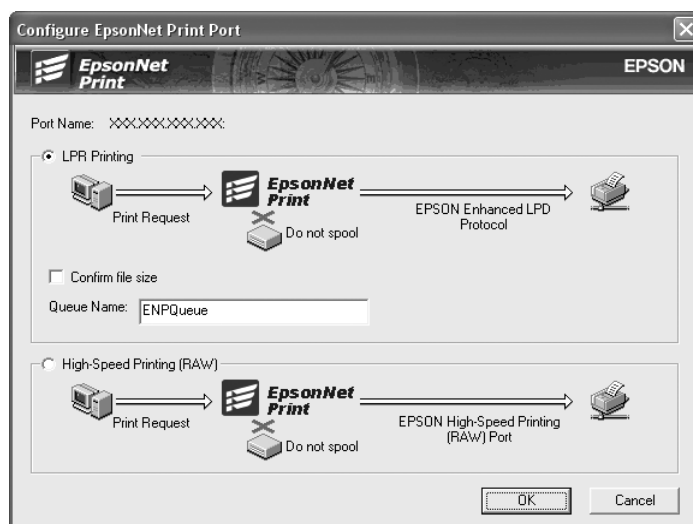 Configure EpsonNet Print Port
EpsonNet
Print
EPSON
Port Name: XXX.XXX.XXX.XXX:
LPR Printing
EpsonNet
Print
Print Request
EPSON Enhanced LPD
Protocol
Do not spool
Confirm file size
Queue Name: ENPQueue
High-Speed Printing (RAW)
EpsonNet
Print
Print Request
EPSON High-Speed Printing
(RAW) Port
Do not spool
OK
Cancel